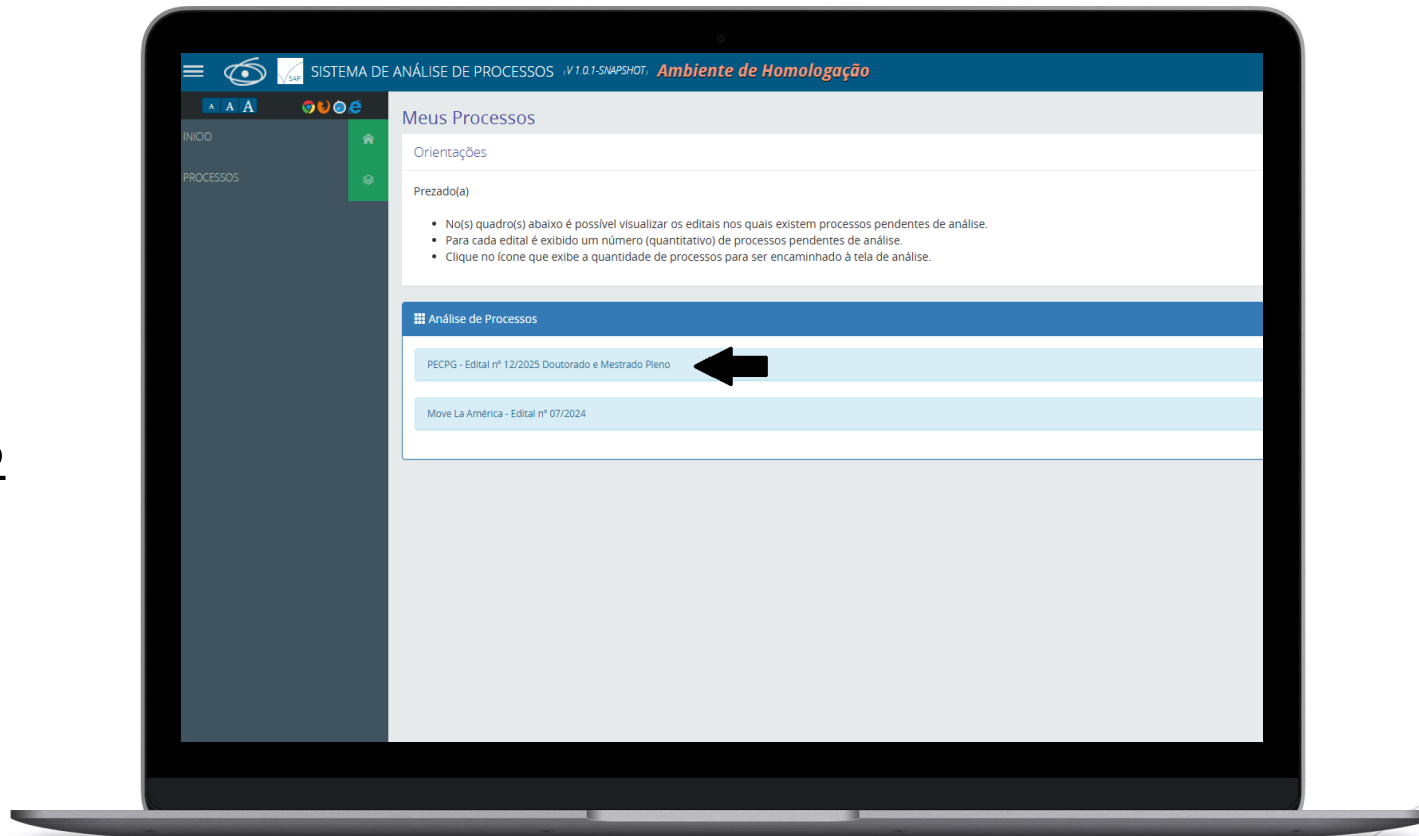 SAP
SISTEMA DE ANÁLISE DE PROCESSOS (V 1.0.1-SNAPSHOT) Ambiente de Homologação
A A A
INICIO
PROCESSOS
Meus Processos
Orientações
Prezado(a)
No(s) quadro(s) abaixo é possível visualizar os editais nos quais existem processos pendentes de análise.
Para cada edital é exibido um número (quantitativo) de processos pendentes de análise.
Clique no ícone que exibe a quantidade de processos para ser encaminhado à tela de análise.
Análise de Processos
PECPG - Edital nº 12/2025 Doutorado e Mestrado Pleno
Move La América - Edital nº 07/2024